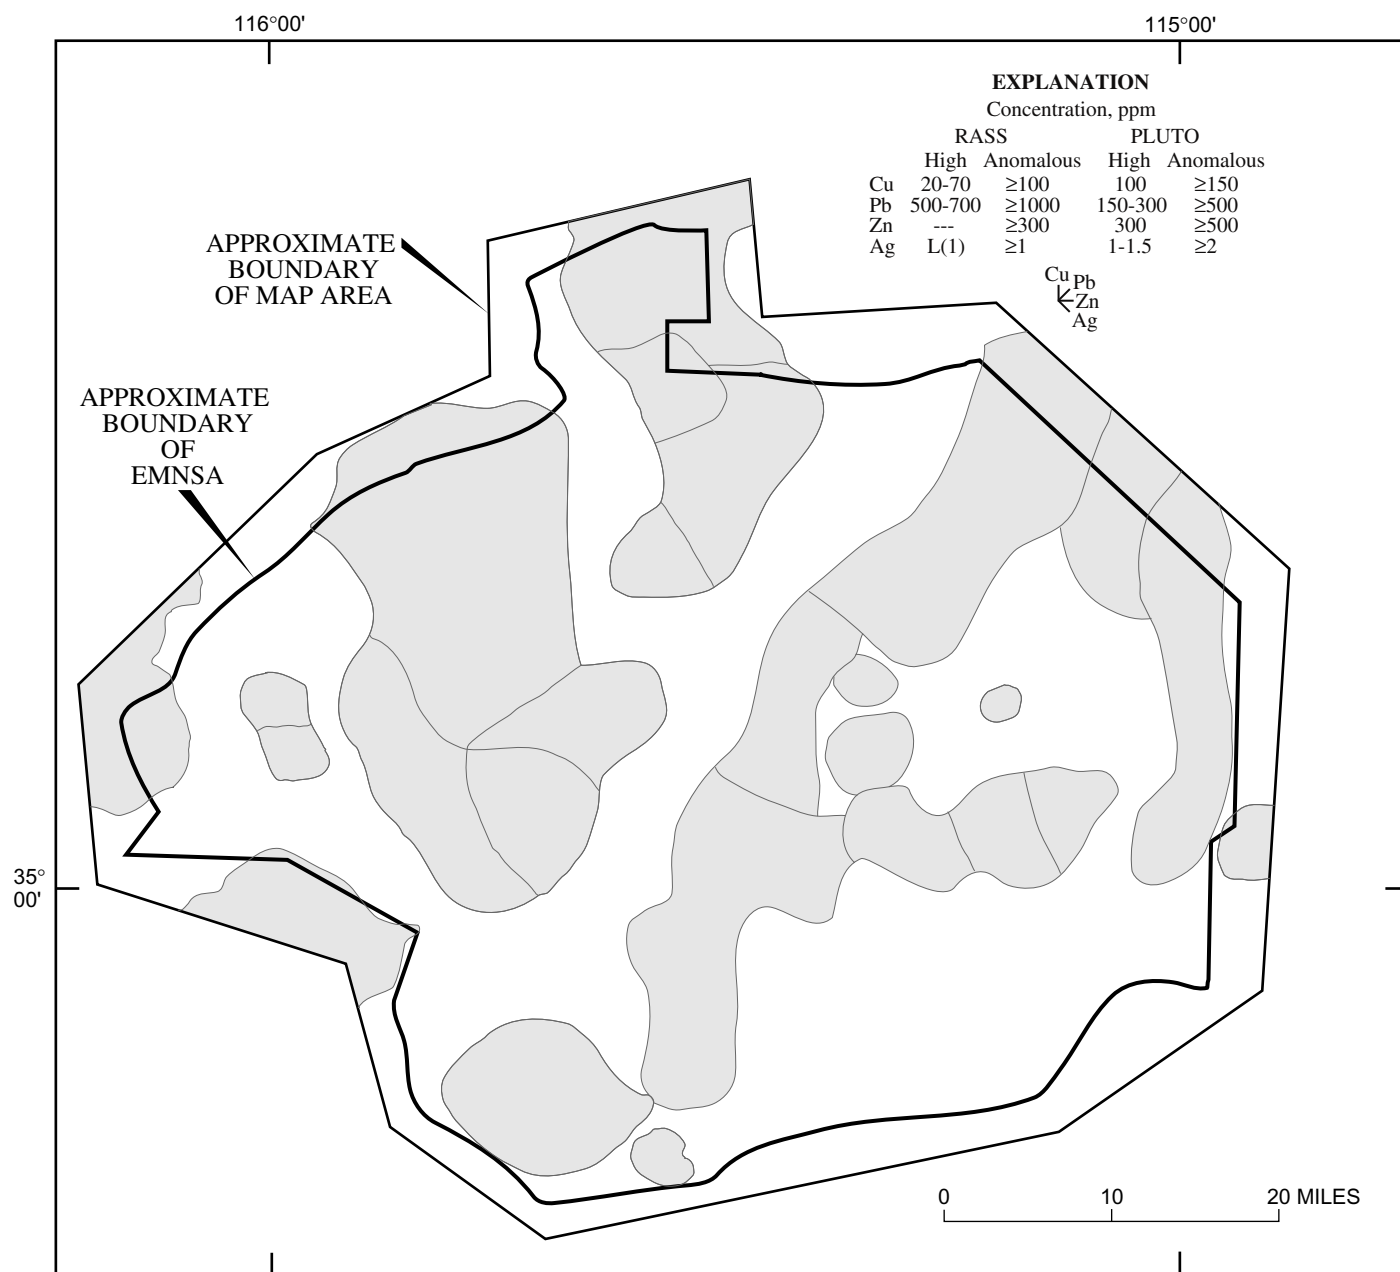 116°00'
115°00'
EXPLANATION
Concentration, ppm
RASS PLUTO
High Anomalous High Anomalous
Cu 20-70 ≥100 100 ≥150
Pb 500-700 ≥1000 150-300 ≥500
Zn --- ≥300 300 ≥500
Ag L(1) ≥1 1-1.5 ≥2
Cu
Pb
Zn
Ag
APPROXIMATE
BOUNDARY
OF MAP AREA
APPROXIMATE
BOUNDARY
OF
EMNSA
35°
00'
0 10 20 MILES